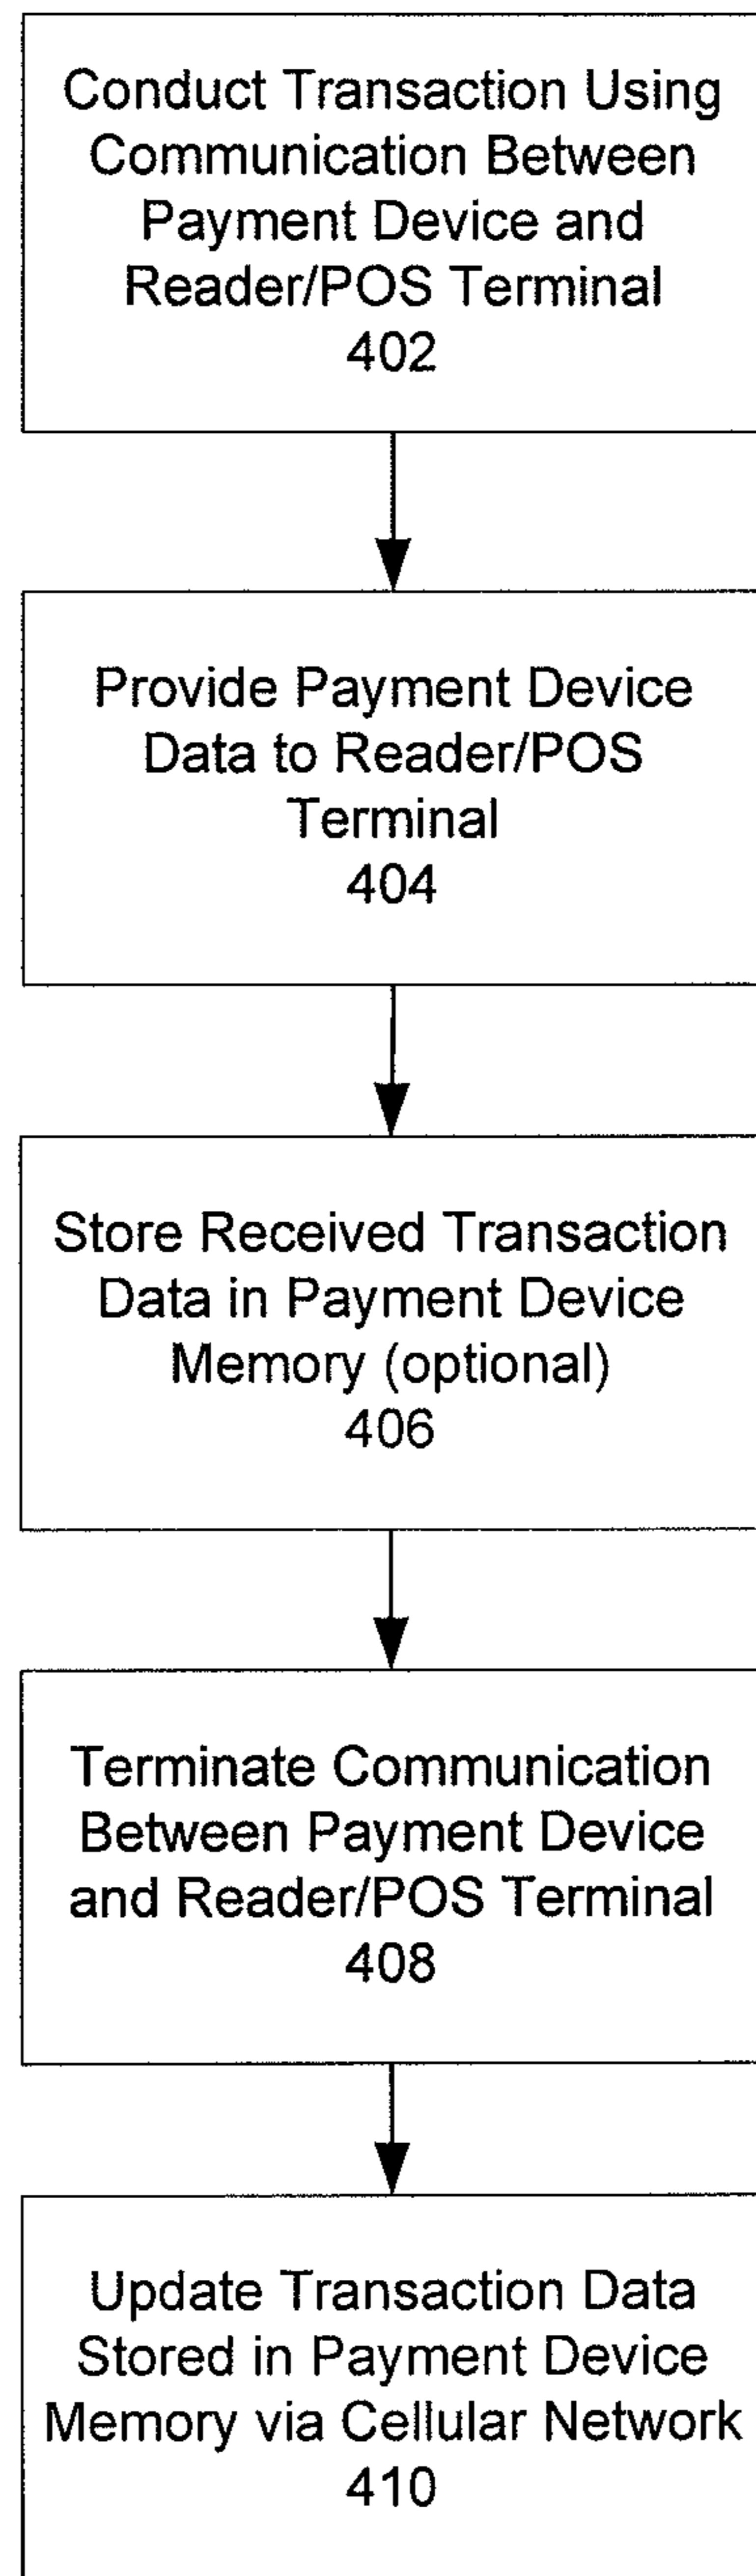 Conduct Transaction Using
Communication Between
Payment Device and
Reader/POS Terminal
402
Provide Payment Device
Data to Reader/POS
Terminal
404
Store Received Transaction
Data in Payment Device
Memory (optional)
406
Terminate Communication
Between Payment Device
and Reader/POS Terminal
408
Update Transaction Data
Stored in Payment Device
Memory via Cellular Network
410